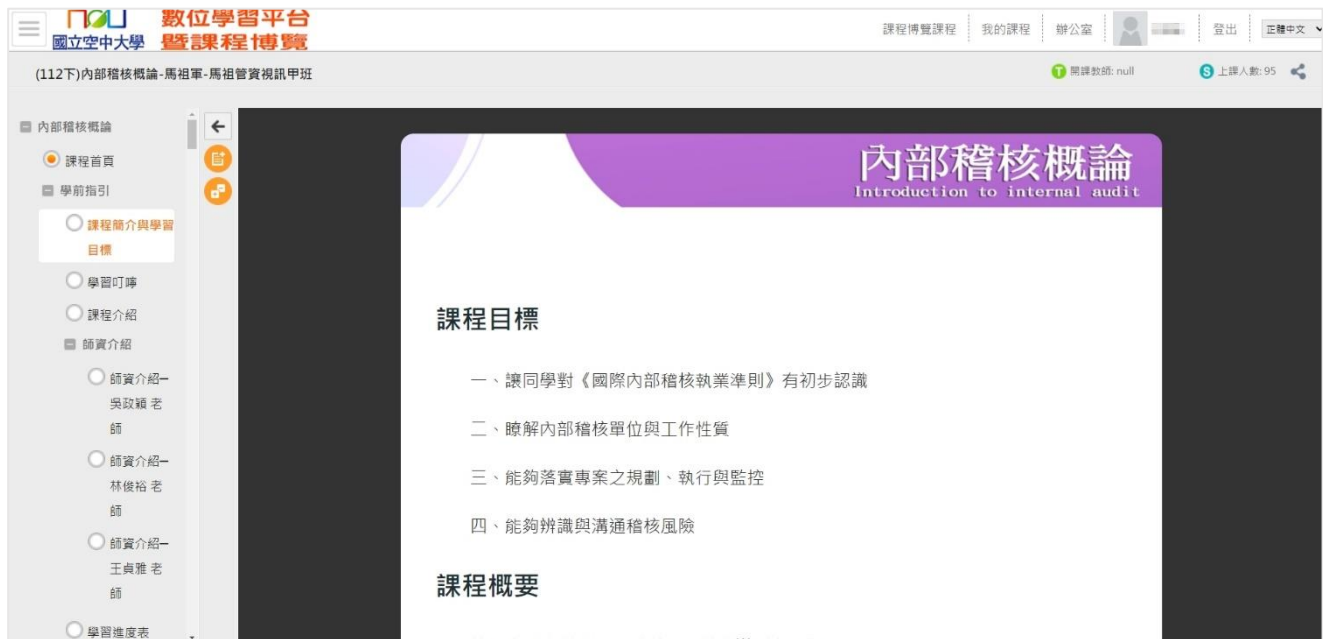 NOU 數位學習平台
國立空中大學 暨課程博覽
課程博覽課程 我的課程 辦公室 登出 正體中文
(112下)內部稽核概論-馬祖軍-馬祖管資視訊甲班
T 開課教師: null S 上課人數: 95
內部稽核概論
課程首頁
學前指引
課程簡介與學習
目標
學習叮嚀
課程介紹
師資介紹
師資介紹—
吳政穎 老
師
師資介紹—
林俊裕 老
師
師資介紹—
王貞雅 老
師
學習進度表
內部稽核概論
Introduction to internal audit
課程目標
一、讓同學對《國際內部稽核執業準則》有初步認識
二、瞭解內部稽核單位與工作性質
三、能夠落實專案之規劃、執行與監控
四、能夠辨識與溝通稽核風險
課程概要